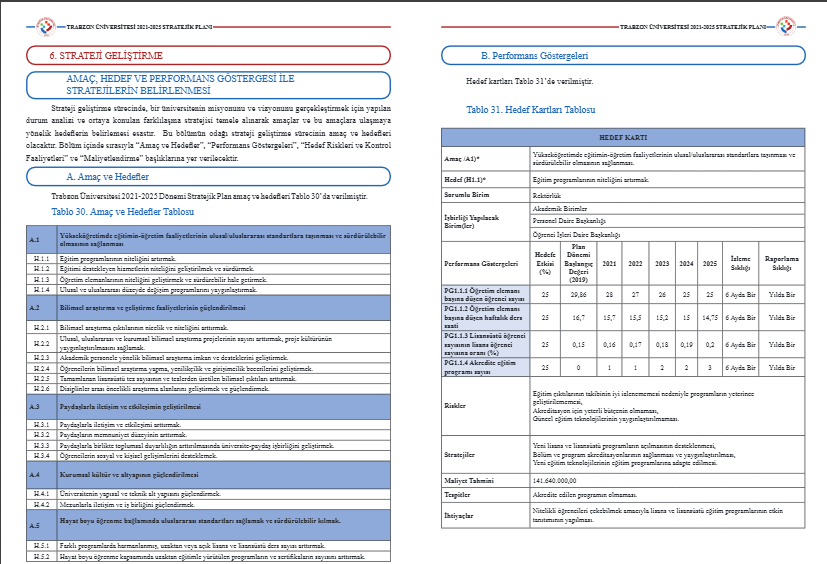 TRABZON ÜNİVERSİTESİ 2021-2025 STRATEJİK PLANI
6. STRATEJİ GELİŞTİRME
AMAÇ, HEDEF VE PERFORMANS GÖSTERGESİ İLE
STRATEJİLERİN BELİRLENMESİ
Strateji geliştirme sürecinde, bir üniversitenin misyonunu ve vizyonunu gerçekleştirmek için yapılan
durum analizi ve ortaya konulan farklılaşma stratejisi temele alınarak amaçlar ve bu amaçlara ulaşmaya
yönelik hedeflerin belirlemesi esastır. Bu bölümün odağı strateji geliştirme sürecinin amaç ve hedefleri
olacaktır. Bölüm içinde sırasıyla “Amaç ve Hedefler”, “Performans Göstergeleri”, “Hedef Riskleri ve Kontrol
Faaliyetleri” ve “Maliyetlendirme” başlıklarına yer verilecektir.
A. Amaç ve Hedefler
Trabzon Üniversitesi 2021-2025 Dönemi Stratejik Plan amaç ve hedefleri Tablo 30’da verilmiştir.
Tablo 30. Amaç ve Hedefler Tablosu
A.1 Yükseköğretimde eğitim-öğretim faaliyetlerinin ulusal/uluslararası standartlara taşınması ve sürdürülebilir
olmasının sağlanması
H.1.1 Eğitim programlarının niteliğini artırmak.
H.1.2 Eğitimi destekleyen hizmetlerin niteliğini geliştirilmek ve sürdürmek.
H.1.3 Öğretim elemanlarının niteliğini geliştirmek ve sürdürülebilir hale getirmek.
H.1.4 Ulusal ve uluslararası düzeyde değişim programlarını yaygınlaştırmak.
A.2 Bilimsel araştırma ve geliştirme faaliyetlerinin güçlendirilmesi
H.2.1 Bilimsel araştırma çıktılarının nicelik ve niteliğini arttırmak.
H.2.2 Ulusal, uluslararası ve kurumsal bilimsel araştırma projelerinin sayını artırmak, proje kültürünün
yaygınlaştırılmasını sağlamak.
H.2.3 Akademik personele yönelik bilimsel araştırma imkan ve desteklerini geliştirmek.
H.2.4 Öğrencilerin bilimsel araştırma yapma, yenilikçilik ve girişimcilik becerilerini geliştirmek.
H.2.5 Tamamlanan lisansüstü tez sayısının ve tezlerden üretilen bilimsel çıktıları arttırmak.
H.2.6 Disiplinler arası öncelikli araştırma alanlarını geliştirmek ve güçlendirmek.
A.3 Paydaşlarla iletişim ve etkileşimin geliştirilmesi
H.3.1 Paydaşlarla iletişim ve etkileşimi artırmak.
H.3.2 Paydaşların memnuniyet düzeyinin artırmak.
H.3.3 Paydaşlarla birlikte toplumsal duyarlılığın arttırılmasında üniversite-paydaş işbirliğini geliştirmek.
H.3.4 Öğrencilerin sosyal ve kişisel gelişimlerini desteklemek.
A.4 Kurumsal kültür ve altyapının güçlendirilmesi
H.4.1 Üniversitenin yapısal ve teknik alt yapısını güçlendirmek.
H.4.2 Mezunlarla iletişim ve iş birliğini güçlendirmek.
A.5 Hayat boyu öğrenme bağlamında uluslararası standartları sağlamak ve sürdürülebilir kılmak.
H.5.1 Farklı programlarda harmanlanmış, uzaktan veya açık lisans ve lisansüstü ders sayısı artırmak.
H.5.2 Hayat boyu öğrenme kapsamında uzaktan eğitimle yürütülen programların ve sertifikaların sayısını artırmak.
TRABZON ÜNİVERSİTESİ 2021-2025 STRATEJİK PLANI
B. Performans Göstergeleri
Hedef kartları Tablo 31’de verilmiştir.
Tablo 31. Hedef Kartları Tablosu
HEDEF KARTI
Amaç /A1)* Yükseköğretimde eğitimin-öğretim faaliyetlerinin ulusal/uluslararası standartlara taşınması ve
sürdürülebilir olmasının sağlanması.
Hedef (H1.1)* Eğitim programlarının niteliğini artırmak.
Sorumlu Birim Rektörlük
İşbirliği Yapılacak Birim(ler) Akademik Birimler
Personel Daire Başkanlığı
Öğrenci İşleri Daire Başkanlığı
Performans Göstergeleri Hedefe Etkisi (%) Plan Dönemi Başlangıç Değeri (2019) 2021 2022 2023 2024 2025 İzleme Sıklığı Raporlama Sıklığı
PG1.1.1 Öğretim elemanı başına düşen öğrenci sayısı 25 29,86 28 27 26 25 25 6 Ayda Bir Yılda Bir
PG1.1.2 Öğretim elemanı başına düşen haftalık ders saati 25 16,7 15,7 15,5 15,2 15 14,75 6 Ayda Bir Yılda Bir
PG1.1.3 Lisansüstü öğrenci sayısının lisans öğrenci sayısına oranı (%) 25 0,15 0,16 0,17 0,18 0,19 0,2 6 Ayda Bir Yılda Bir
PG1.1.4 Akredite eğitim programı sayısı 25 0 1 1 2 2 3 6 Ayda Bir Yılda Bir
Riskler Eğitim çıktılarının takibinin iyi izlenememesi nedeniyle programların yeterince
geliştirilememesi,
Akreditasyon için yeterli bütçenin olmaması,
Güncel eğitim teknolojilerinin yaygınlaştırılmaması.
Stratejiler Yeni lisans ve lisansüstü programların açılmasının desteklenmesi,
Bölüm ve program akreditasyonlarının sağlanması ve yaygınlaştırılması,
Yeni eğitim teknolojilerinin eğitim programlarına adapte edilmesi.
Maliyet Tahmini 141.640.000,00
Tespitler Akredite edilen programın olmaması.
İhtiyaçlar Nitelikli öğrencileri çekebilmek amacıyla lisans ve lisansüstü eğitim programlarının etkin
tanıtımının yapılması.